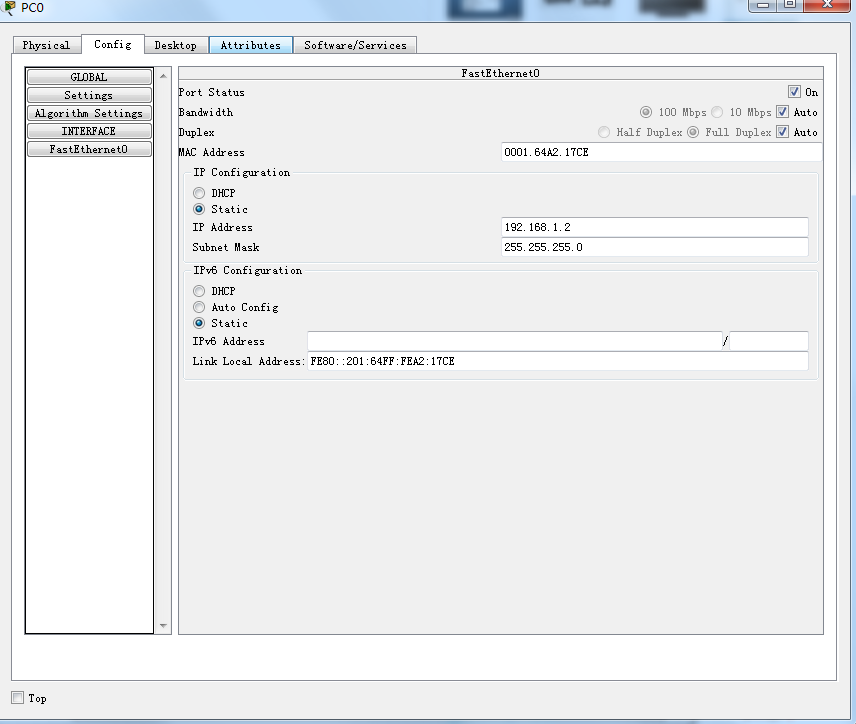 PC0
Physical Config Desktop Attributes Software/Services
GLOBAL
Settings
Algorithm Settings
INTERFACE
FastEthernet0
FastEthernet0
Port Status On
Bandwidth 100 Mbps 10 Mbps Auto
Duplex Half Duplex Full Duplex Auto
MAC Address 0001.64A2.17CE
IP Configuration
DHCP
Static
IP Address 192.168.1.2
Subnet Mask 255.255.255.0
IPv6 Configuration
DHCP
Auto Config
Static
IPv6 Address /
Link Local Address: FE80::201:64FF:FEA2:17CE
Top